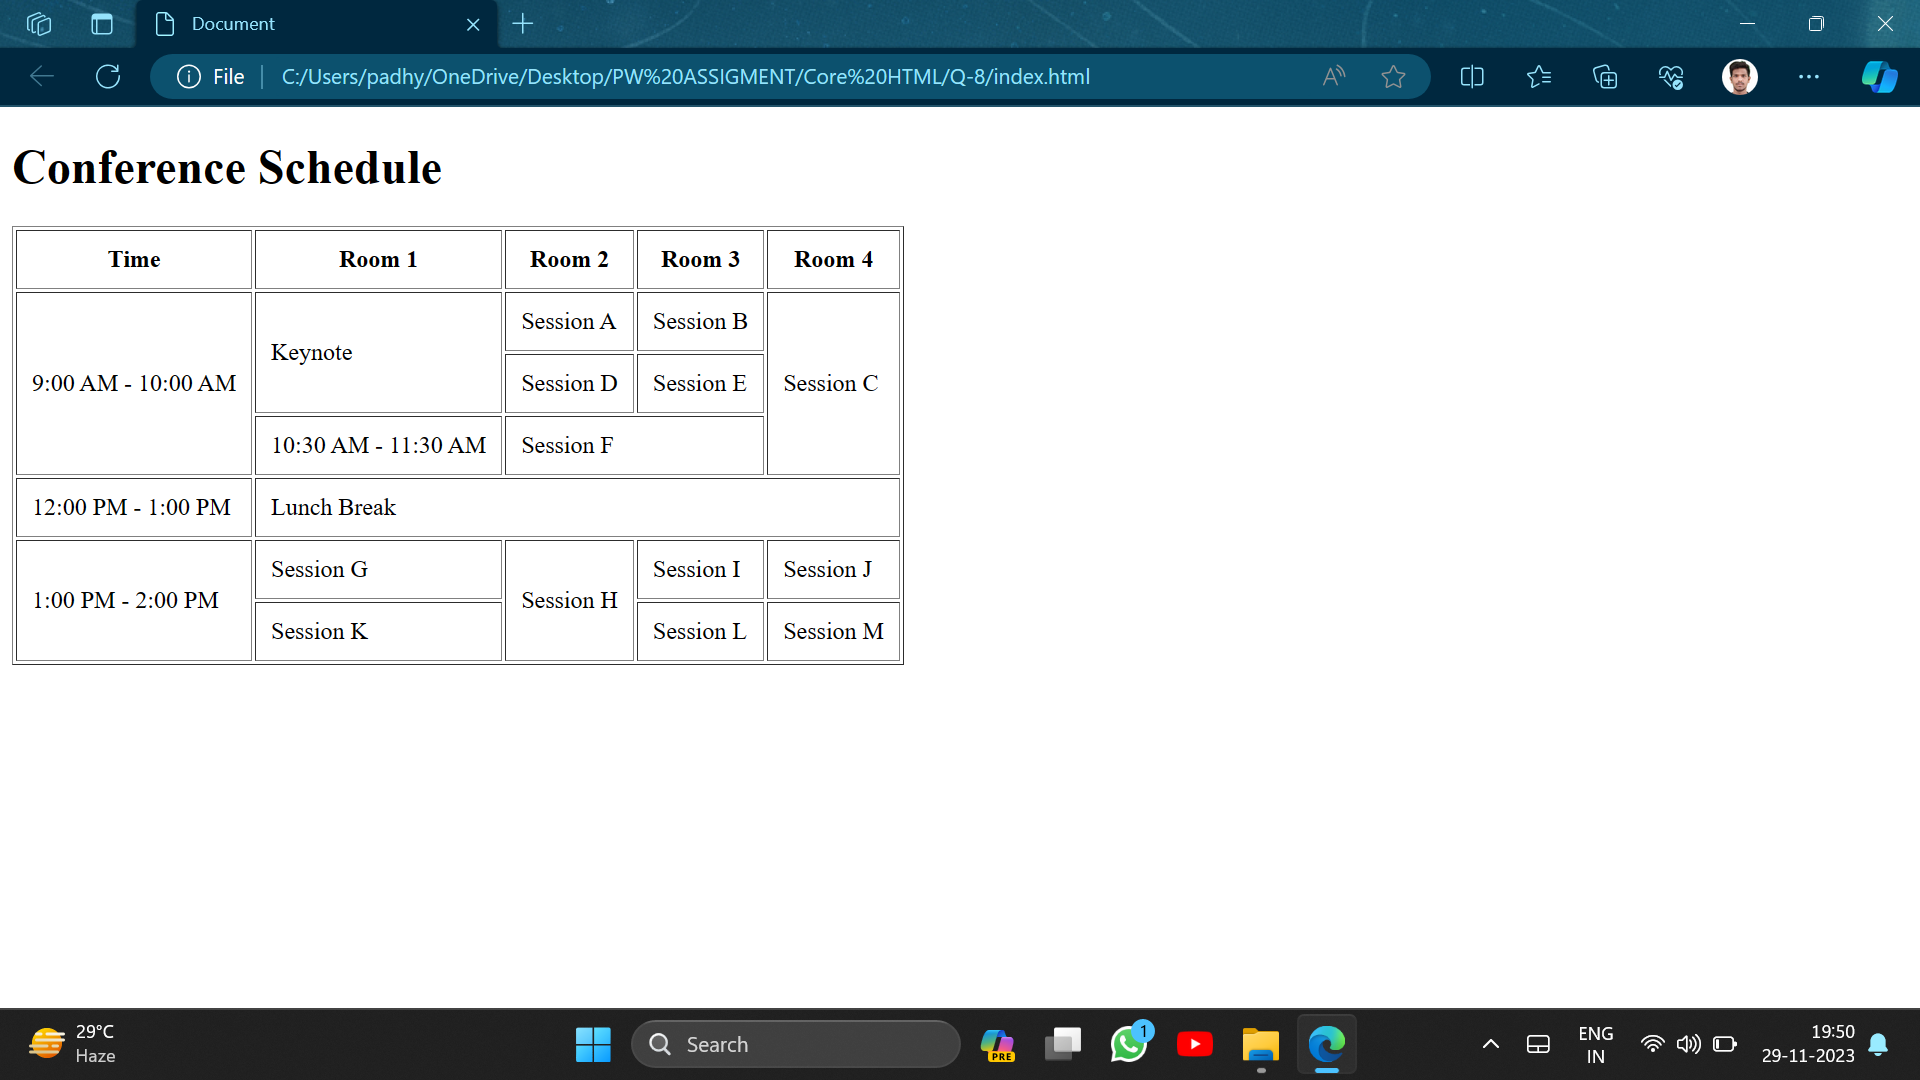 Document
File
C:/Users/padhy/OneDrive/Desktop/PW%20ASSIGMENT/Core%20HTML/Q-8/index.html
Conference Schedule
Time Room 1 Room 2 Room 3 Room 4
9:00 AM - 10:00 AM Keynote Session A Session B Session C
Session D Session E
10:30 AM - 11:30 AM Session F
12:00 PM - 1:00 PM Lunch Break
1:00 PM - 2:00 PM Session G Session H Session I Session J
Session K Session L Session M
29°C
Haze
Search
PRE
1
ENG
IN
19:50
29-11-2023